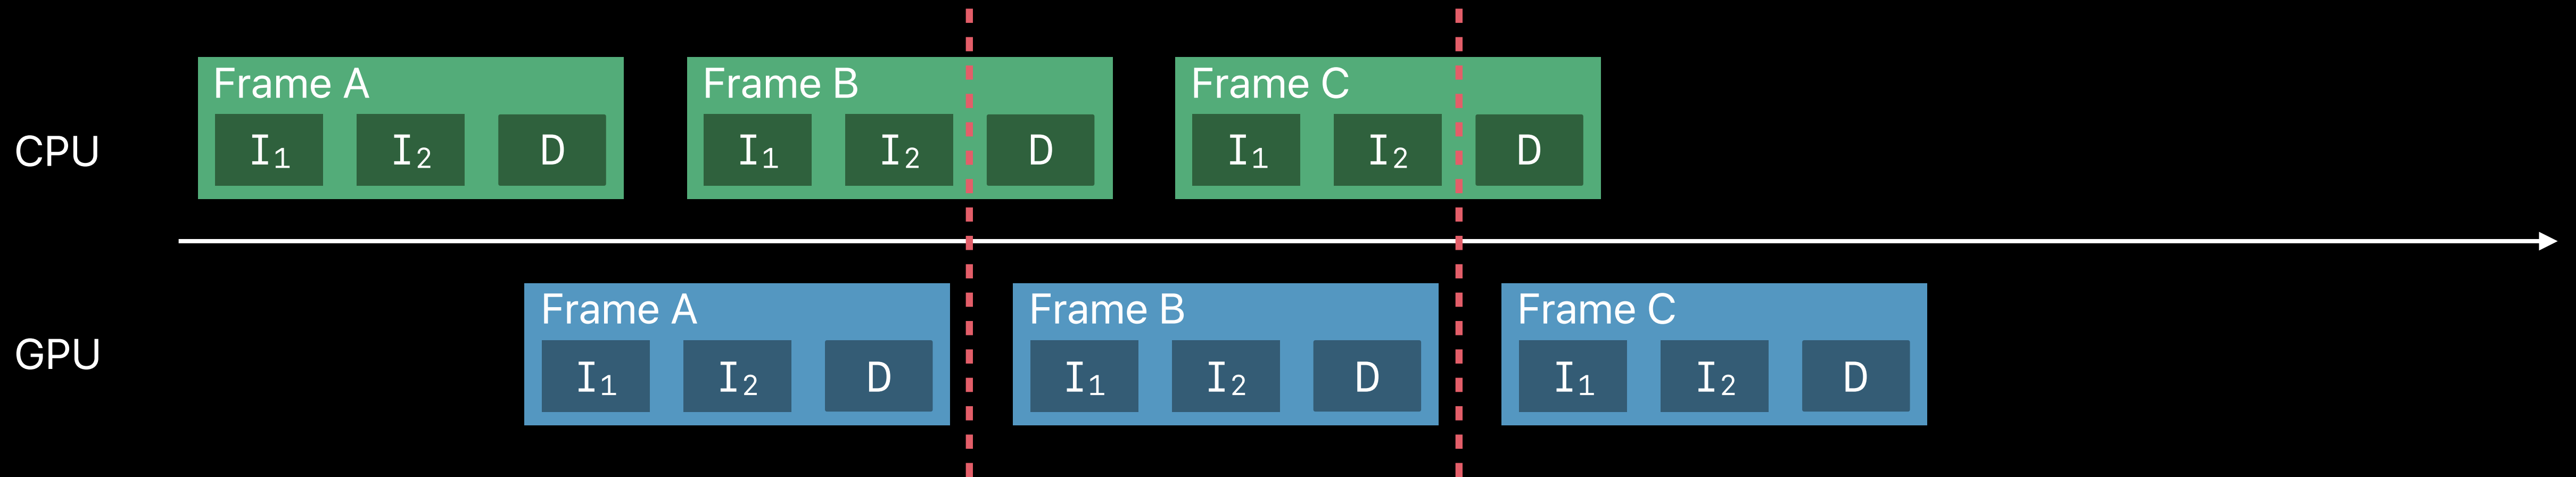 Frame A Frame B Frame C
CPU I₁ I₂ D I₁ I₂ D I₁ I₂ D
Frame A Frame B Frame C
GPU I₁ I₂ D I₁ I₂ D I₁ I₂ D